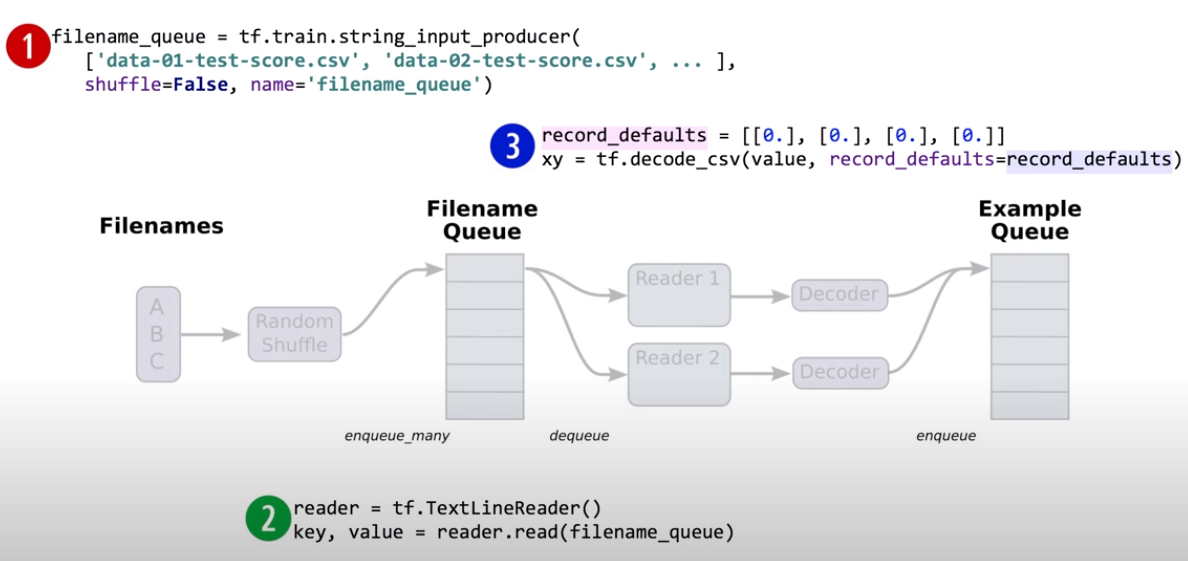 1
filename_queue = tf.train.string_input_producer(
['data-01-test-score.csv', 'data-02-test-score.csv', ... ],
shuffle=False, name='filename_queue')
3
record_defaults = [[0.], [0.], [0.], [0.]]
xy = tf.decode_csv(value, record_defaults=record_defaults)
Filenames
Filename
Queue
Example
Queue
A
B
C
Random
Shuffle
Reader 1
Decoder
Reader 2
Decoder
enqueue_many
dequeue
enqueue
2
reader = tf.TextLineReader()
key, value = reader.read(filename_queue)